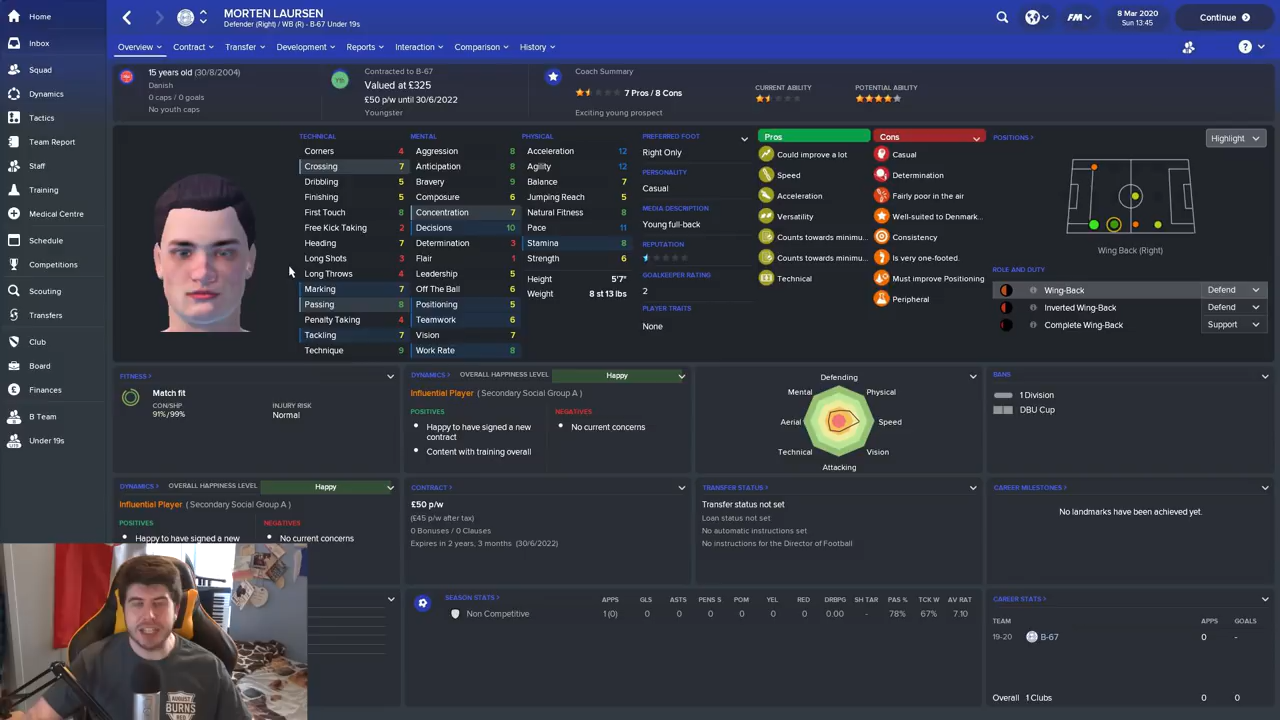 Home
Inbox
Squad
Dynamics
Tactics
Team Report
Staff
Training
Medical Centre
Schedule
Competitions
Scouting
Transfers
Club
Board
Finances
B Team
Under 19s
MORTEN LAURSEN
Defender (Right) / WB (R) - B-67 Under 19s
FM
8 Mar 2020
Sun 13:45
Continue
Overview
Contract
Transfer
Development
Reports
Interaction
Comparison
History
15 years old (30/8/2004)
Danish
0 caps / 0 goals
No youth caps
Contracted to B-67
Valued at £325
£50 p/w until 30/6/2022
Youngster
Coach Summary
7 Pros / 8 Cons
Exciting young prospect
CURRENT ABILITY
POTENTIAL ABILITY
TECHNICAL
Corners 4
Crossing 7
Dribbling 5
Finishing 5
First Touch 8
Free Kick Taking 2
Heading 7
Long Shots 3
Long Throws 4
Marking 7
Passing 8
Penalty Taking 4
Tackling 7
Technique 9
MENTAL
Aggression 8
Anticipation 8
Bravery 9
Composure 6
Concentration 7
Decisions 10
Determination 3
Flair 1
Leadership 5
Off The Ball 6
Positioning 5
Teamwork 6
Vision 7
Work Rate 8
PHYSICAL
Acceleration 12
Agility 12
Balance 7
Jumping Reach 5
Natural Fitness 8
Pace 11
Stamina 8
Strength 6
Height 5'7"
Weight 8 st 13 lbs
PREFERRED FOOT
Right Only
PERSONALITY
Casual
MEDIA DESCRIPTION
Young full-back
REPUTATION
GOALKEEPER RATING
2
PLAYER TRAITS
None
Pros
Could improve a lot
Speed
Acceleration
Versatility
Counts towards minimu...
Counts towards minimu...
Technical
Cons
Casual
Determination
Fairly poor in the air
Well-suited to Denmark...
Consistency
Is very one-footed.
Must improve Positioning
Peripheral
POSITIONS >
Highlight
Wing Back (Right)
ROLE AND DUTY
Wing-Back Defend
Inverted Wing-Back Defend
Complete Wing-Back Support
FITNESS >
Match fit
CON/SHP
91%/99%
INJURY RISK
Normal
DYNAMICS > OVERALL HAPPINESS LEVEL Happy
Influential Player ( Secondary Social Group A )
POSITIVES
Happy to have signed a new
contract
Content with training overall
NEGATIVES
No current concerns
Defending
Physical
Speed
Vision
Attacking
Technical
Aerial
Mental
BANS
1 Division
DBU Cup
DYNAMICS > OVERALL HAPPINESS LEVEL Happy
Influential Player ( Secondary Social Group A )
POSITIVES
Happy to have signed a new
NEGATIVES
No current concerns
CONTRACT >
£50 p/w
(£45 p/w after tax)
0 Bonuses / 0 Clauses
Expires in 2 years, 3 months (30/6/2022)
TRANSFER STATUS >
Transfer status not set
Loan status not set
No automatic instructions set
No instructions for the Director of Football
CAREER MILESTONES >
No landmarks have been achieved yet.
SEASON STATS > APPS GLS ASTS PENS S POM YEL RED DRBPG SH TAR PAS % TCK W AV RAT
Non Competitive 1 (0) 0 0 0 0 0 0 0.00 - 78% 67% 7.10
CAREER STATS >
TEAM APPS GOALS
19-20 B-67 0 -
Overall 1 Clubs 0 0
AUGUST
BURNS
RED